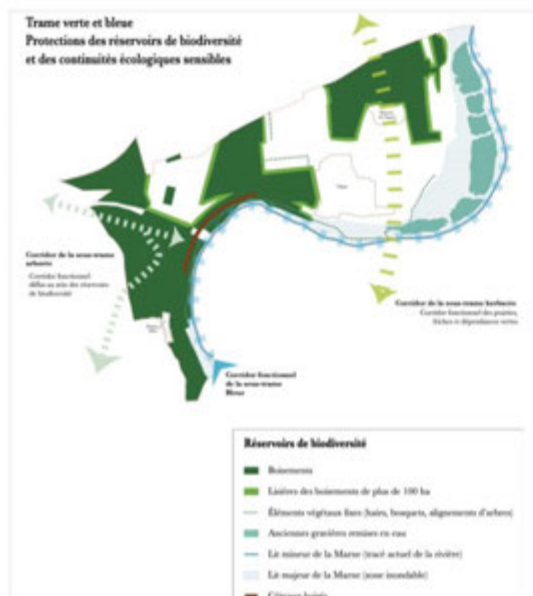 Trame verte et bleue
Protections des réservoirs de biodiversité
et des continuités écologiques sensibles
Corridor de la sous-trame
arborée
Corridor fonctionnel
diffus au sein des réservoirs
de biodiversité
Corridor de la sous-trame herbacée
Corridor fonctionnel des prairies,
friches et dépendances vertes
Corridor fonctionnel
de la sous-trame
Bleue
Réservoirs de biodiversité
Boisements
Lisières des boisements de plus de 100 ha
Éléments végétaux fixes (haies, bosquets, alignements d'arbres)
Anciennes gravières remises en eau
Lit mineur de la Marne (tracé actuel de la rivière)
Lit majeur de la Marne (zone inondable)
Côteaux boisés